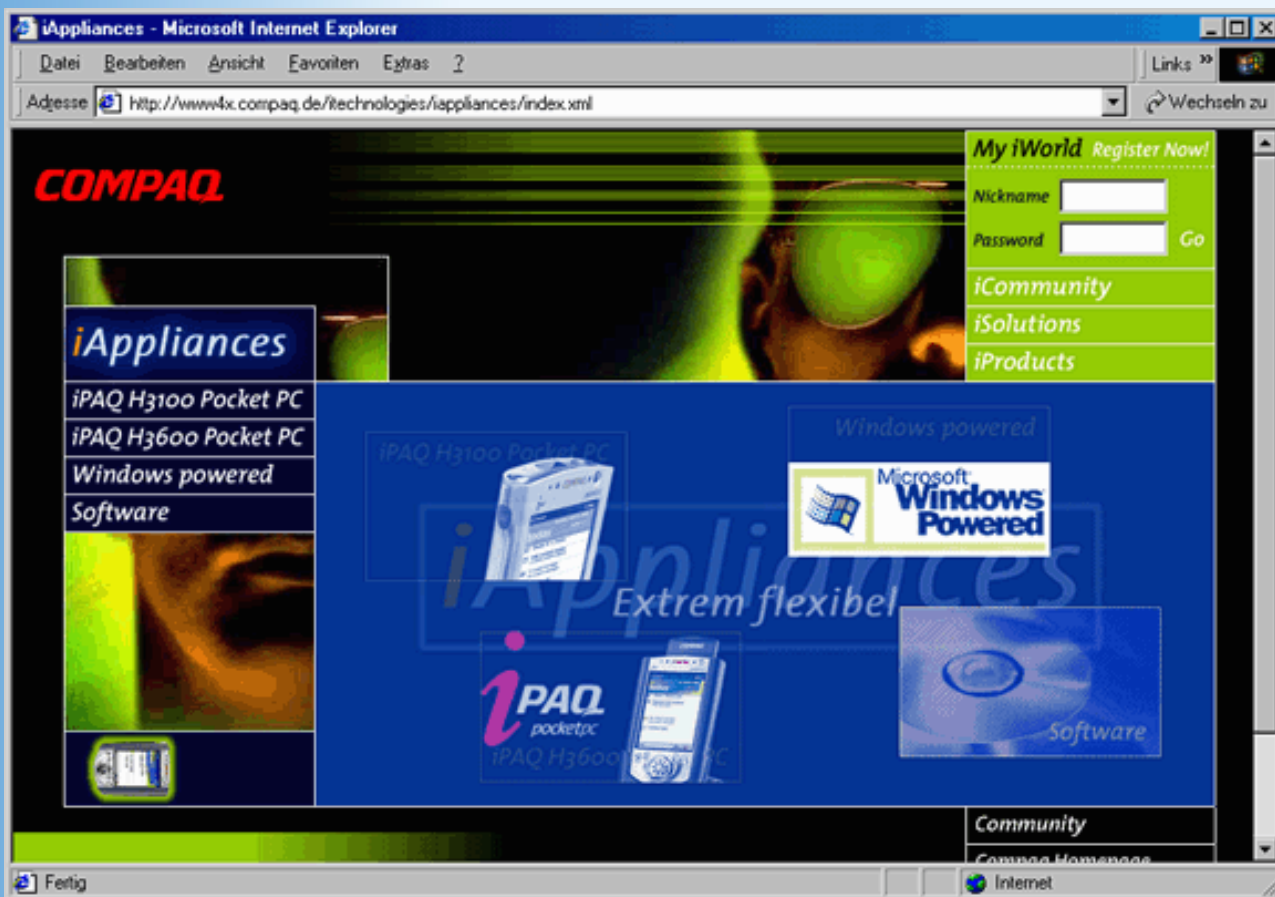 iAppliances - Microsoft Internet Explorer
Datei Bearbeiten Ansicht Favoriten Extras ? Links »
Adresse http://www4x.compaq.de/itechnologies/iappliances/index.xml Wechseln zu
COMPAQ
My iWorld Register Now!
Nickname
Password Go
iCommunity
iSolutions
iProducts
iAppliances
iPAQ H3100 Pocket PC
iPAQ H3600 Pocket PC
Windows powered
Software
iPAQ H3100 Pocket PC
Windows powered
Microsoft
Windows
Powered
iAppliances
Extrem flexibel
iPAQ
pocket pc
iPAQ H3600 Pocket PC
Software
Community
Compaq Homepage
Fertig Internet